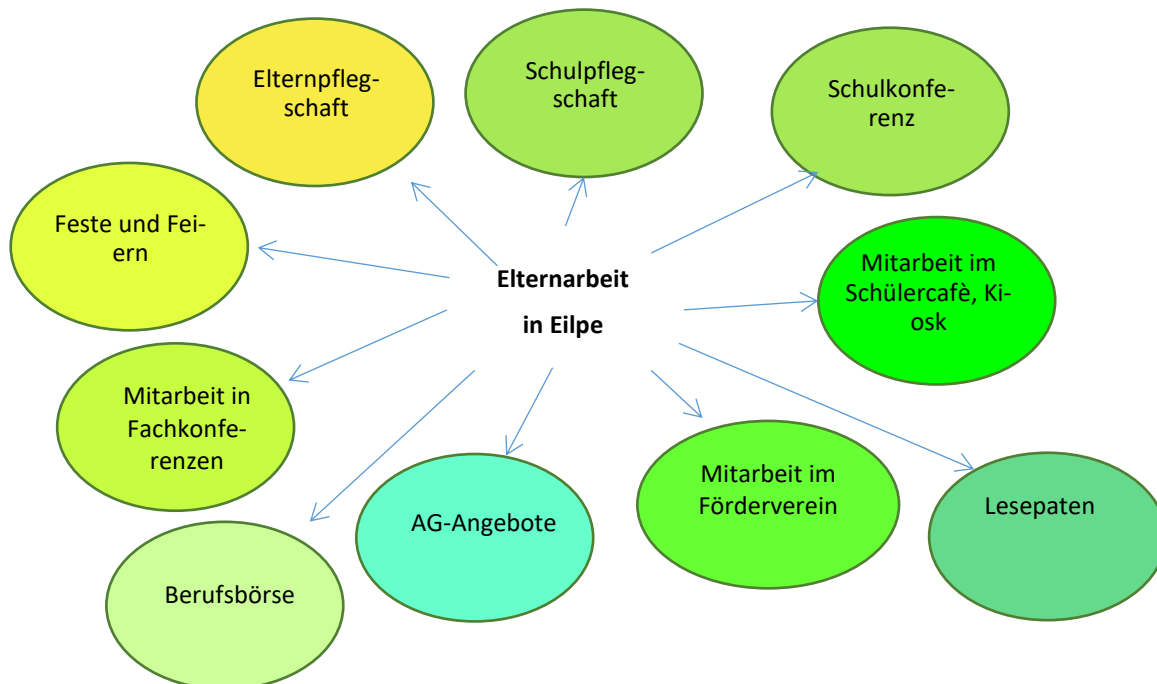 Elternpfleg-
schaft
Schulpfleg-
schaft
Schulkonfe-
renz
Feste und Fei-
ern
Elternarbeit
in Eilpe
Mitarbeit im
Schülercafè, Ki-
osk
Mitarbeit in
Fachkonfe-
renzen
Mitarbeit im
Förderverein
Lesepaten
AG-Angebote
Berufsbörse